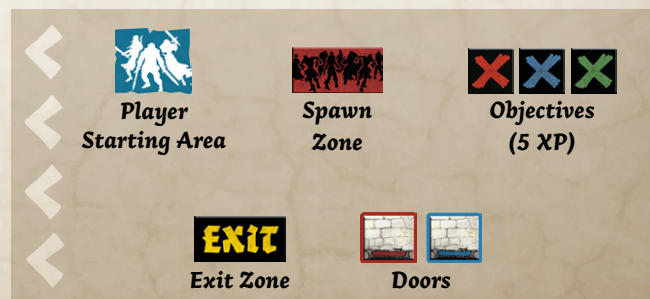 Player
Starting Area
Spawn
Zone
Objectives
(5 XP)
EXIT
Exit Zone
Doors